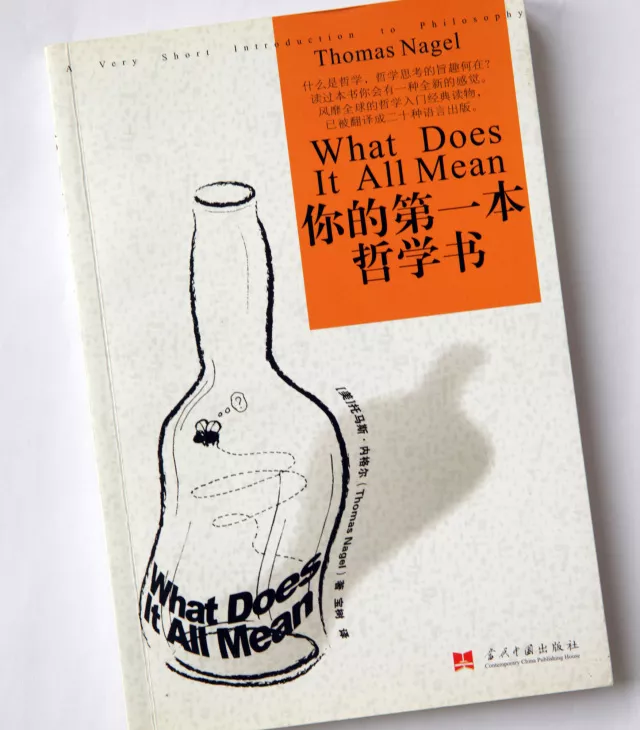 A Very Short Introduction to Philosophy
Thomas Nagel
什么是哲学，哲学思考的旨趣何在？
读过本书你会有一种全新的感觉。
风靡全球的哲学入门经典读物，
已被翻译成二十种语言出版。
What Does
It All Mean
你的第一本
哲学书
?
[美]托马斯·内格尔（Thomas Nagel）著 宝树 译
What Does
It All Mean
当代中国出版社
Contemporary China Publishing House